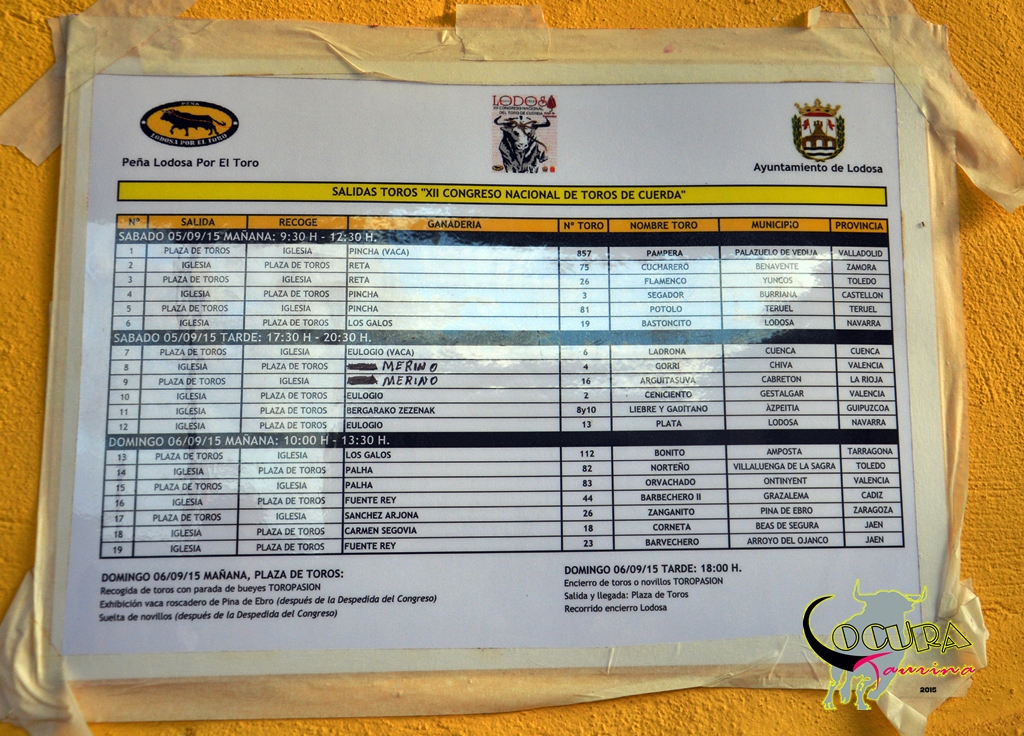 PEÑA
LODOSA POR EL TORO
Peña Lodosa Por El Toro
LODOSA
XII CONGRESO NACIONAL
DEL TORO DE CUERDA
Ayuntamiento de Lodosa
SALIDAS TOROS "XII CONGRESO NACIONAL DE TOROS DE CUERDA"
Nº SALIDA RECOGE GANADERIA Nº TORO NOMBRE TORO MUNICIPIO PROVINCIA
SABADO 05/09/15 MAÑANA: 9:30 H - 12:30 H.
1 PLAZA DE TOROS IGLESIA PINCHA (VACA) 857 PAMPERA PALAZUELO DE VEDIJA VALLADOLID
2 IGLESIA PLAZA DE TOROS RETA 75 CUCHARERO BENAVENTE ZAMORA
3 PLAZA DE TOROS IGLESIA RETA 26 FLAMENCO YUNCOS TOLEDO
4 IGLESIA PLAZA DE TOROS PINCHA 3 SEGADOR BURRIANA CASTELLON
5 PLAZA DE TOROS IGLESIA PINCHA 81 POTOLO TERUEL TERUEL
6 IGLESIA PLAZA DE TOROS LOS GALOS 19 BASTONCITO LODOSA NAVARRA
SABADO 05/09/15 TARDE: 17:30 H - 20:30 H.
7 PLAZA DE TOROS IGLESIA EULOGIO (VACA) 6 LADRONA CUENCA CUENCA
8 IGLESIA PLAZA DE TOROS MERINO 4 GORRI CHIVA VALENCIA
9 PLAZA DE TOROS IGLESIA MERINO 16 ARGUITASUVA CABRETON LA RIOJA
10 IGLESIA PLAZA DE TOROS EULOGIO 2 CENICIENTO GESTALGAR VALENCIA
11 PLAZA DE TOROS IGLESIA BERGARAKO ZEZENAK 8y10 LIEBRE Y GADITANO AZPEITIA GUIPUZCOA
12 IGLESIA PLAZA DE TOROS EULOGIO 13 PLATA LODOSA NAVARRA
DOMINGO 06/09/15 MAÑANA: 10:00 H - 13:30 H.
13 PLAZA DE TOROS IGLESIA LOS GALOS 112 BONITO AMPOSTA TARRAGONA
14 IGLESIA PLAZA DE TOROS PALHA 82 NORTEÑO VILLALUENGA DE LA SAGRA TOLEDO
15 PLAZA DE TOROS IGLESIA PALHA 83 ORVACHADO ONTINYENT VALENCIA
16 IGLESIA PLAZA DE TOROS FUENTE REY 44 BARBECHERO II GRAZALEMA CADIZ
17 PLAZA DE TOROS IGLESIA SANCHEZ ARJONA 26 ZANGANITO PINA DE EBRO ZARAGOZA
18 IGLESIA PLAZA DE TOROS CARMEN SEGOVIA 18 CORNETA BEAS DE SEGURA JAEN
19 IGLESIA PLAZA DE TOROS FUENTE REY 23 BARVECHERO ARROYO DEL OJANCO JAEN
DOMINGO 06/09/15 MAÑANA, PLAZA DE TOROS:
Recogida de toros con parada de bueyes TOROPASION
Exhibición vaca roscadero de Pina de Ebro (después de la Despedida del Congreso)
Suelta de novillos (después de la Despedida del Congreso)
DOMINGO 06/09/15 TARDE: 18:00 H.
Encierro de toros o novillos TOROPASION
Salida y llegada: Plaza de Toros
Recorrido encierro Lodosa
LOCURA
Taurina
2015